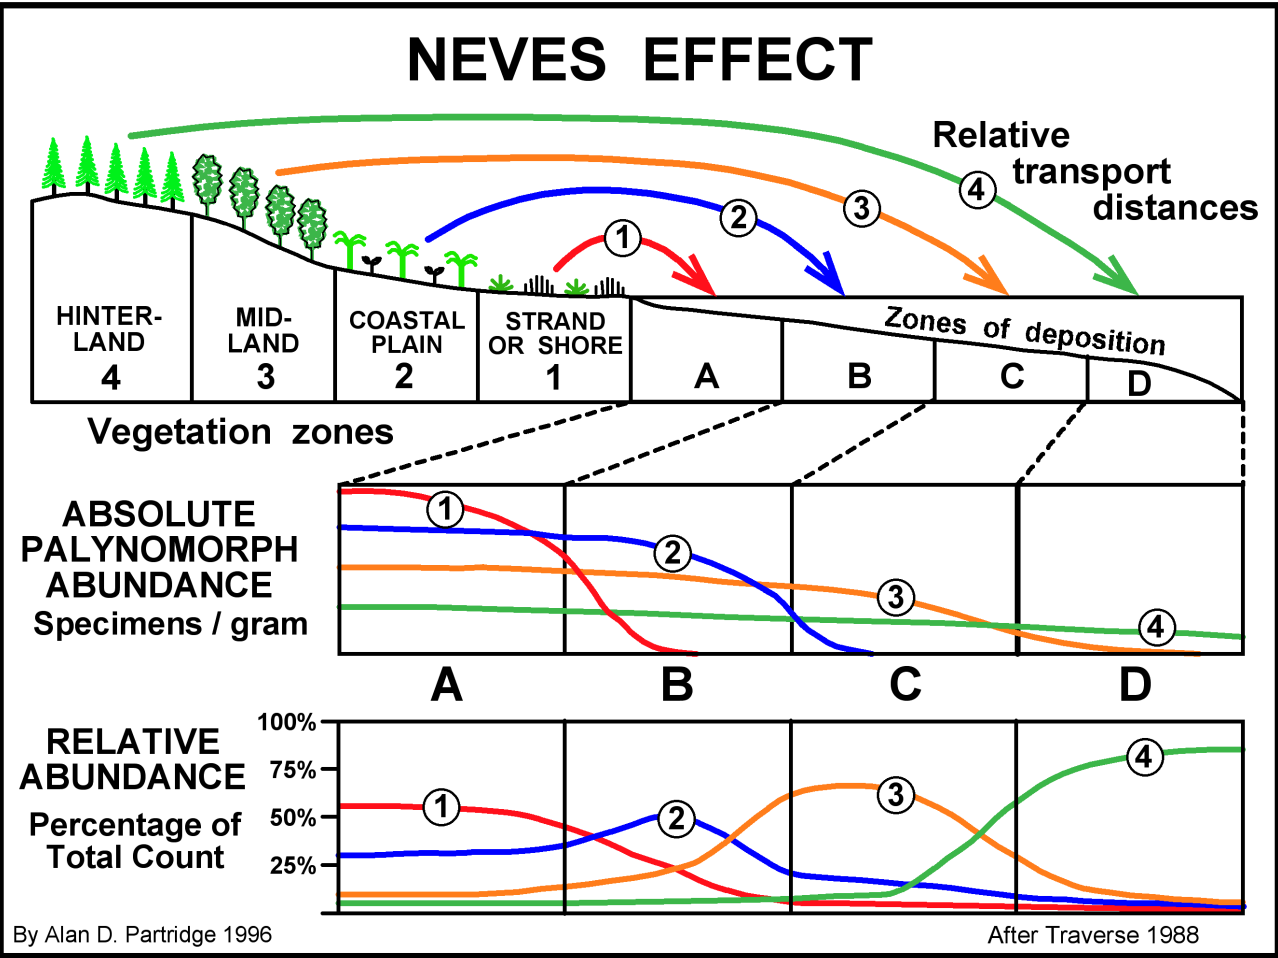 NEVES EFFECT
Relative
transport
distances
4
3
2
1
HINTER-
LAND
4
MID-
LAND
3
COASTAL
PLAIN
2
STRAND
OR SHORE
1
Zones of deposition
A
B
C
D
Vegetation zones
ABSOLUTE
PALYNOMORPH
ABUNDANCE
Specimens / gram
1
2
3
4
A
B
C
D
RELATIVE
ABUNDANCE
Percentage of
Total Count
100%
75%
50%
25%
1
2
3
4
By Alan D. Partridge 1996
After Traverse 1988